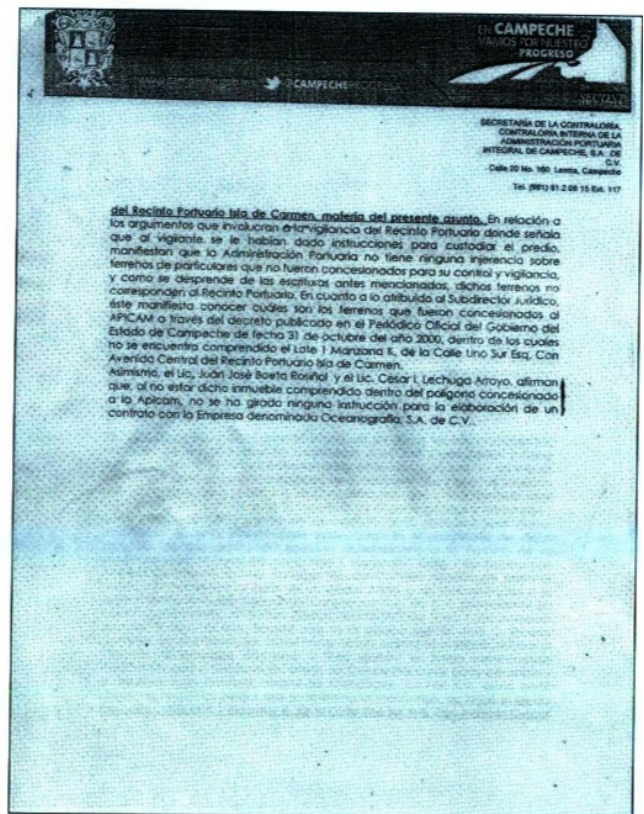 EN CAMPECHE
VAMOS POR NUESTRO
PROGRESO
CAMPECHE
SECRETARÍA DE LA CONTRALORÍA
CONTRALORÍA INTERNA DE LA
ADMINISTRACIÓN PORTUARIA
INTEGRAL DE CAMPECHE, S.A. DE
C.V.
Calle 20 No. 160 Lerma, Campeche
Tel. (981) 81 2 08 15 Ext. 117
del Recinto Portuario Isla de Carmen, materia del presente asunto. En relación a
los argumentos que involucran a la vigilancia del Recinto Portuario donde señala
que al vigilante se le habían dado instrucciones para custodiar el predio,
manifiestan que la Administración Portuaria no tiene ninguna injerencia sobre
terrenos de particulares que no fueron concesionados para su control y vigilancia,
y como se desprende de las escrituras antes mencionadas, dichos terrenos no
corresponden al Recinto Portuario. En cuanto a lo atribuido al Subdirector Jurídico,
éste manifiesta conocer cuáles son los terrenos que fueron concesionados al
APICAM a través del decreto publicado en el Periódico Oficial del Gobierno del
Estado de Campeche de fecha 31 de octubre del año 2000, dentro de los cuales
no se encuentra comprendido el Lote 1 Manzana K, de la Calle Uno Sur Esq. Con
Avenida Central del Recinto Portuario Isla de Carmen.
Asimismo, el Lic. Juan José Boeta Rosiñol y el Lic. César I. Lechuga Arroyo, afirman
que, al no estar dicho inmueble comprendido dentro del polígono concesionado
a la Apicam, no se ha girado ninguna instrucción para la elaboración de un
contrato con la Empresa denominada Oceanografía, S.A. de C.V.